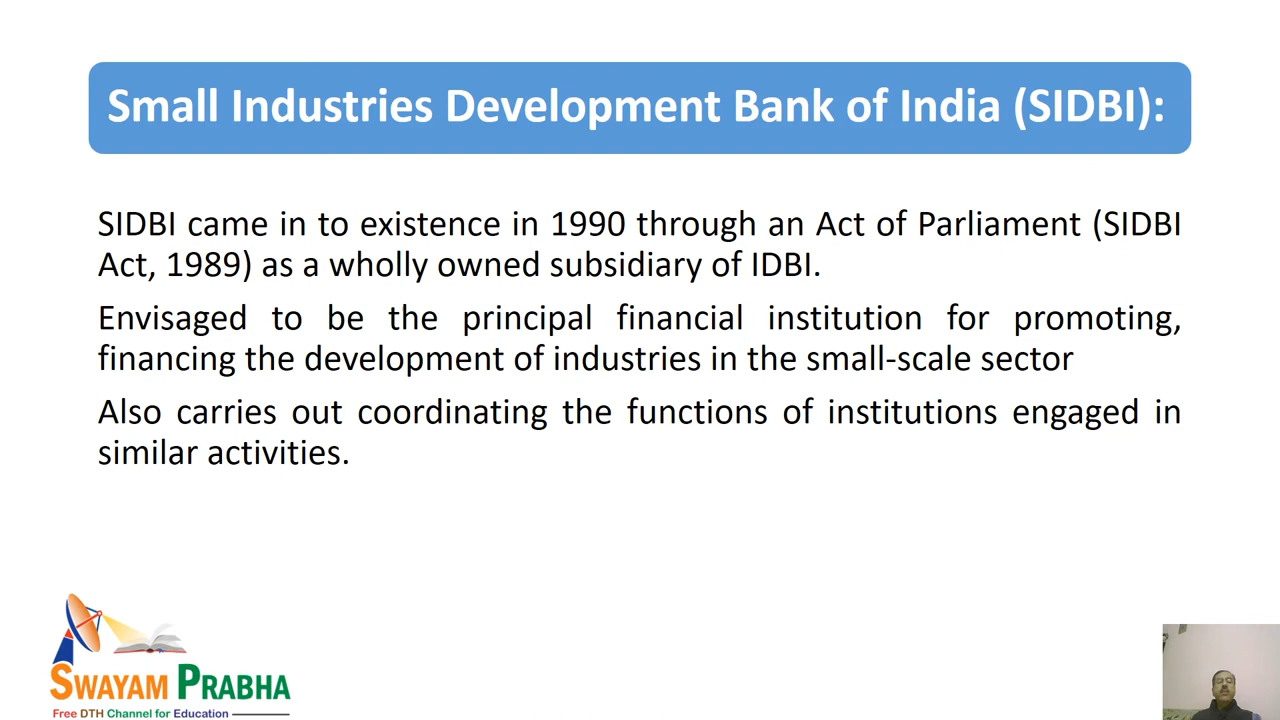 Small Industries Development Bank of India (SIDBI):
SIDBI came in to existence in 1990 through an Act of Parliament (SIDBI
Act, 1989) as a wholly owned subsidiary of IDBI.
Envisaged to be the principal financial institution for promoting,
financing the development of industries in the small-scale sector
Also carries out coordinating the functions of institutions engaged in
similar activities.
SWAYAM PRABHA
Free DTH Channel for Education